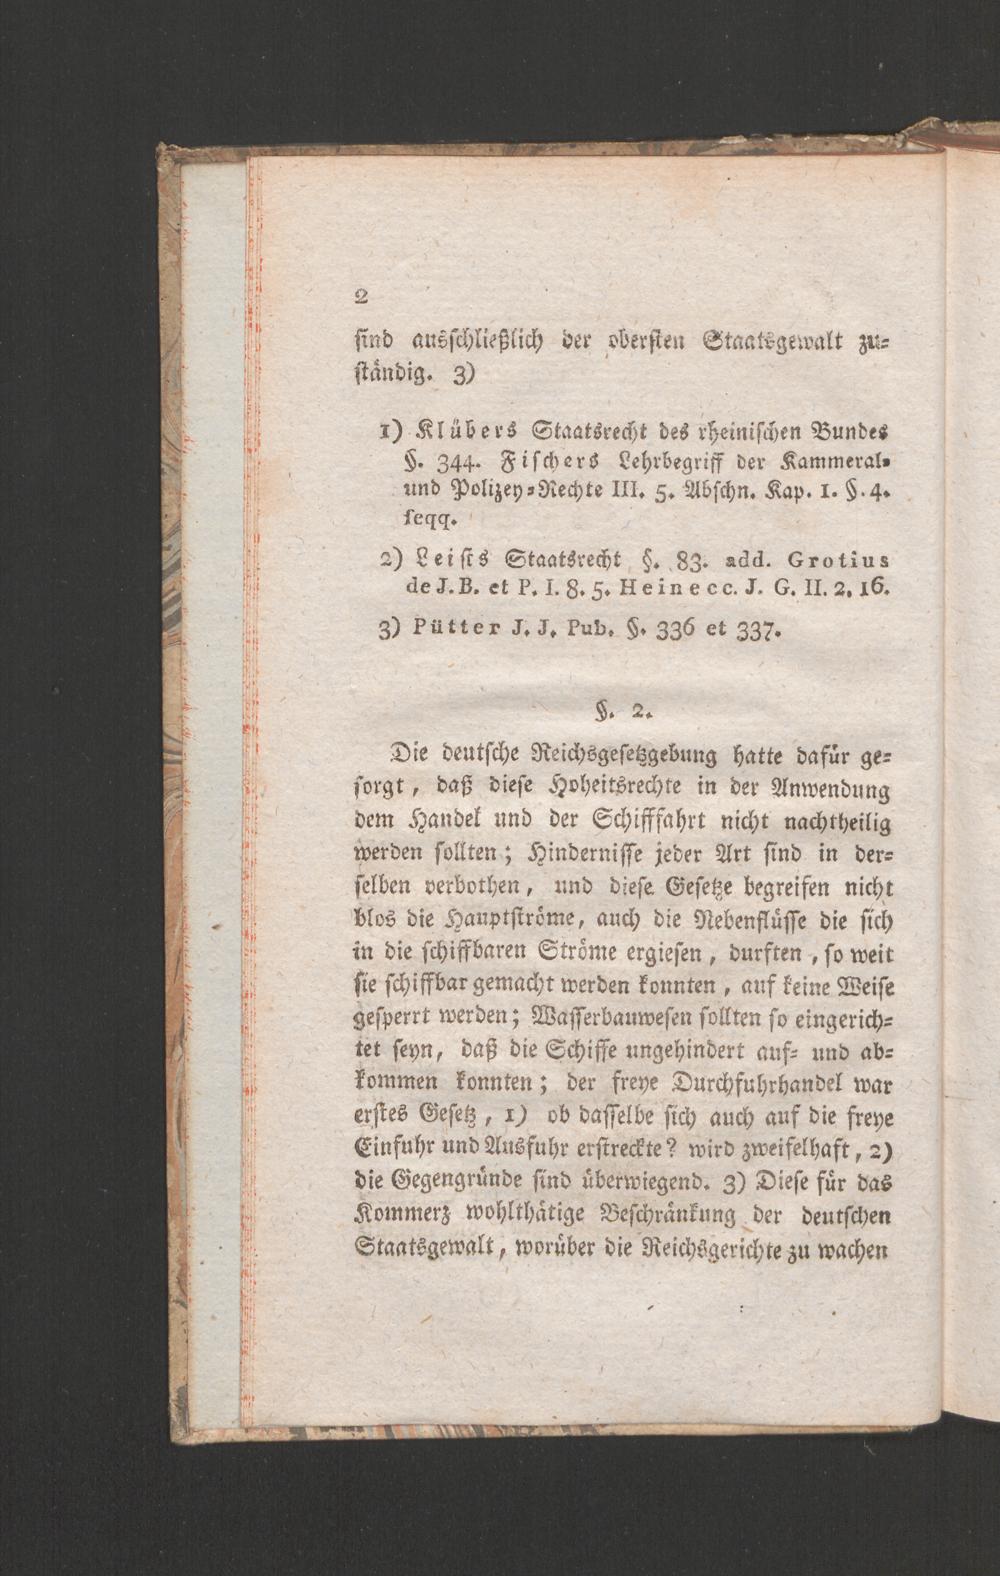 2
sind ausschließlich der obersten Staatsgewalt zu-
ständig. 3)
1) Klübers Staatsrecht des rheinischen Bundes
§. 344. Fischers Lehrbegriff der Kammeral-
und Polizey-Rechte III. 5. Abschn. Kap. 1. §. 4.
seqq.
2) Leists Staatsrecht §. 83. add. Grotius
de J. B. et P. I. 8. 5. Heinecc. J. G. II. 2. 16.
3) Pütter J. J. Pub. §. 336 et 337.
§. 2.
Die deutsche Reichsgesetzgebung hatte dafür ge-
sorgt, daß diese Hoheitsrechte in der Anwendung
dem Handel und der Schifffahrt nicht nachtheilig
werden sollten; Hindernisse jeder Art sind in der-
selben verbothen, und diese Gesetze begreifen nicht
blos die Hauptströme, auch die Nebenflüsse die sich
in die schiffbaren Ströme ergiesen, durften, so weit
sie schiffbar gemacht werden konnten, auf keine Weise
gesperrt werden; Wasserbauwesen sollten so eingerich-
tet seyn, daß die Schiffe ungehindert auf- und ab-
kommen konnten; der freye Durchfuhrhandel war
erstes Gesetz, 1) ob dasselbe sich auch auf die freye
Einfuhr und Ausfuhr erstreckte? wird zweifelhaft, 2)
die Gegengründe sind überwiegend. 3) Diese für das
Kommerz wohlthätige Beschränkung der deutschen
Staatsgewalt, worüber die Reichsgerichte zu wachen